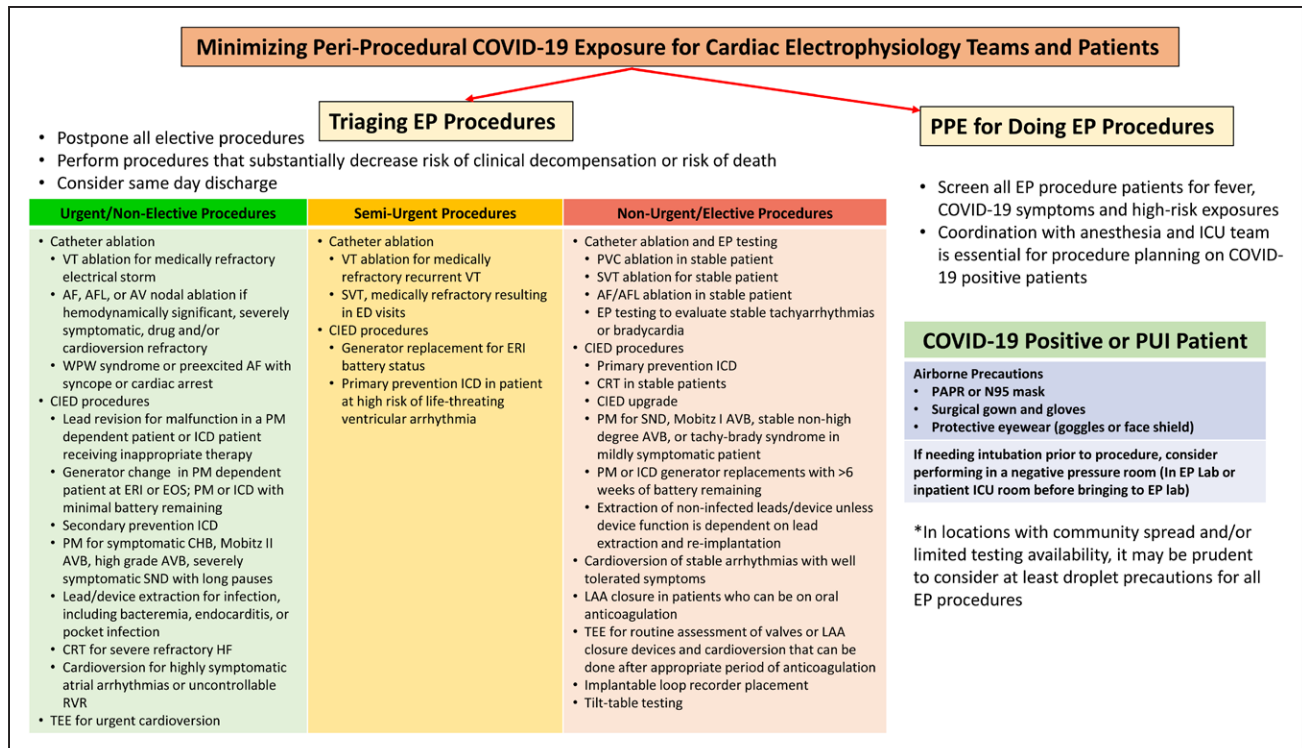 Minimizing Peri-Procedural COVID-19 Exposure for Cardiac Electrophysiology Teams and Patients
Triaging EP Procedures
• Postpone all elective procedures
• Perform procedures that substantially decrease risk of clinical decompensation or risk of death
• Consider same day discharge
Urgent/Non-Elective Procedures
• Catheter ablation
• VT ablation for medically refractory
electrical storm
• AF, AFL, or AV nodal ablation if
hemodynamically significant, severely
symptomatic, drug and/or
cardioversion refractory
• WPW syndrome or preexcited AF with
syncope or cardiac arrest
• CIED procedures
• Lead revision for malfunction in a PM
dependent patient or ICD patient
receiving inappropriate therapy
• Generator change in PM dependent
patient at ERI or EOS; PM or ICD with
minimal battery remaining
• Secondary prevention ICD
• PM for symptomatic CHB, Mobitz II
AVB, high grade AVB, severely
symptomatic SND with long pauses
• Lead/device extraction for infection,
including bacteremia, endocarditis, or
pocket infection
• CRT for severe refractory HF
• Cardioversion for highly symptomatic
atrial arrhythmias or uncontrollable
RVR
• TEE for urgent cardioversion
Semi-Urgent Procedures
• Catheter ablation
• VT ablation for medically
refractory recurrent VT
• SVT, medically refractory resulting
in ED visits
• CIED procedures
• Generator replacement for ERI
battery status
• Primary prevention ICD in patient
at high risk of life-threating
ventricular arrhythmia
Non-Urgent/Elective Procedures
• Catheter ablation and EP testing
• PVC ablation in stable patient
• SVT ablation for stable patient
• AF/AFL ablation in stable patient
• EP testing to evaluate stable tachyarrhythmias
or bradycardia
• CIED procedures
• Primary prevention ICD
• CRT in stable patients
• CIED upgrade
• PM for SND, Mobitz I AVB, stable non-high
degree AVB, or tachy-brady syndrome in
mildly symptomatic patient
• PM or ICD generator replacements with >6
weeks of battery remaining
• Extraction of non-infected leads/device unless
device function is dependent on lead
extraction and re-implantation
• Cardioversion of stable arrhythmias with well
tolerated symptoms
• LAA closure in patients who can be on oral
anticoagulation
• TEE for routine assessment of valves or LAA
closure devices and cardioversion that can be
done after appropriate period of anticoagulation
• Implantable loop recorder placement
• Tilt-table testing
PPE for Doing EP Procedures
• Screen all EP procedure patients for fever,
COVID-19 symptoms and high-risk exposures
• Coordination with anesthesia and ICU team
is essential for procedure planning on COVID-
19 positive patients
COVID-19 Positive or PUI Patient
Airborne Precautions
• PAPR or N95 mask
• Surgical gown and gloves
• Protective eyewear (goggles or face shield)
If needing intubation prior to procedure, consider
performing in a negative pressure room (In EP Lab or
inpatient ICU room before bringing to EP lab)
*In locations with community spread and/or
limited testing availability, it may be prudent
to consider at least droplet precautions for all
EP procedures